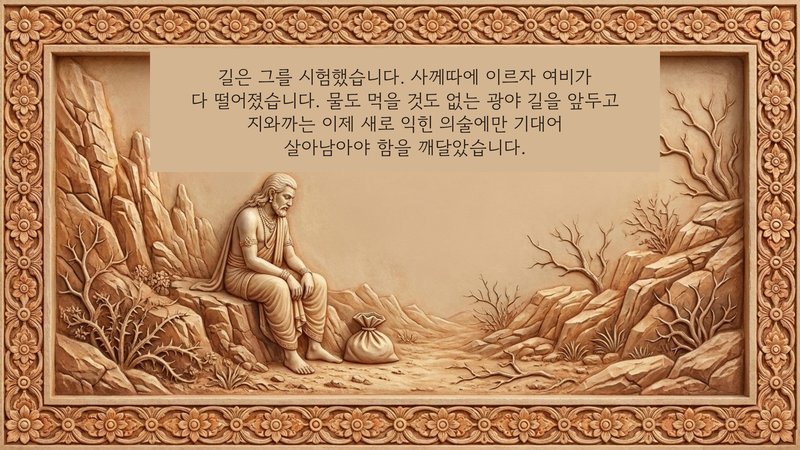 길은 그를 시험했습니다. 사께따에 이르자 여비가
다 떨어졌습니다. 물도 먹을 것도 없는 광야 길을 앞두고
지와까는 이제 새로 익힌 의술에만 기대어
살아남아야 함을 깨달았습니다.